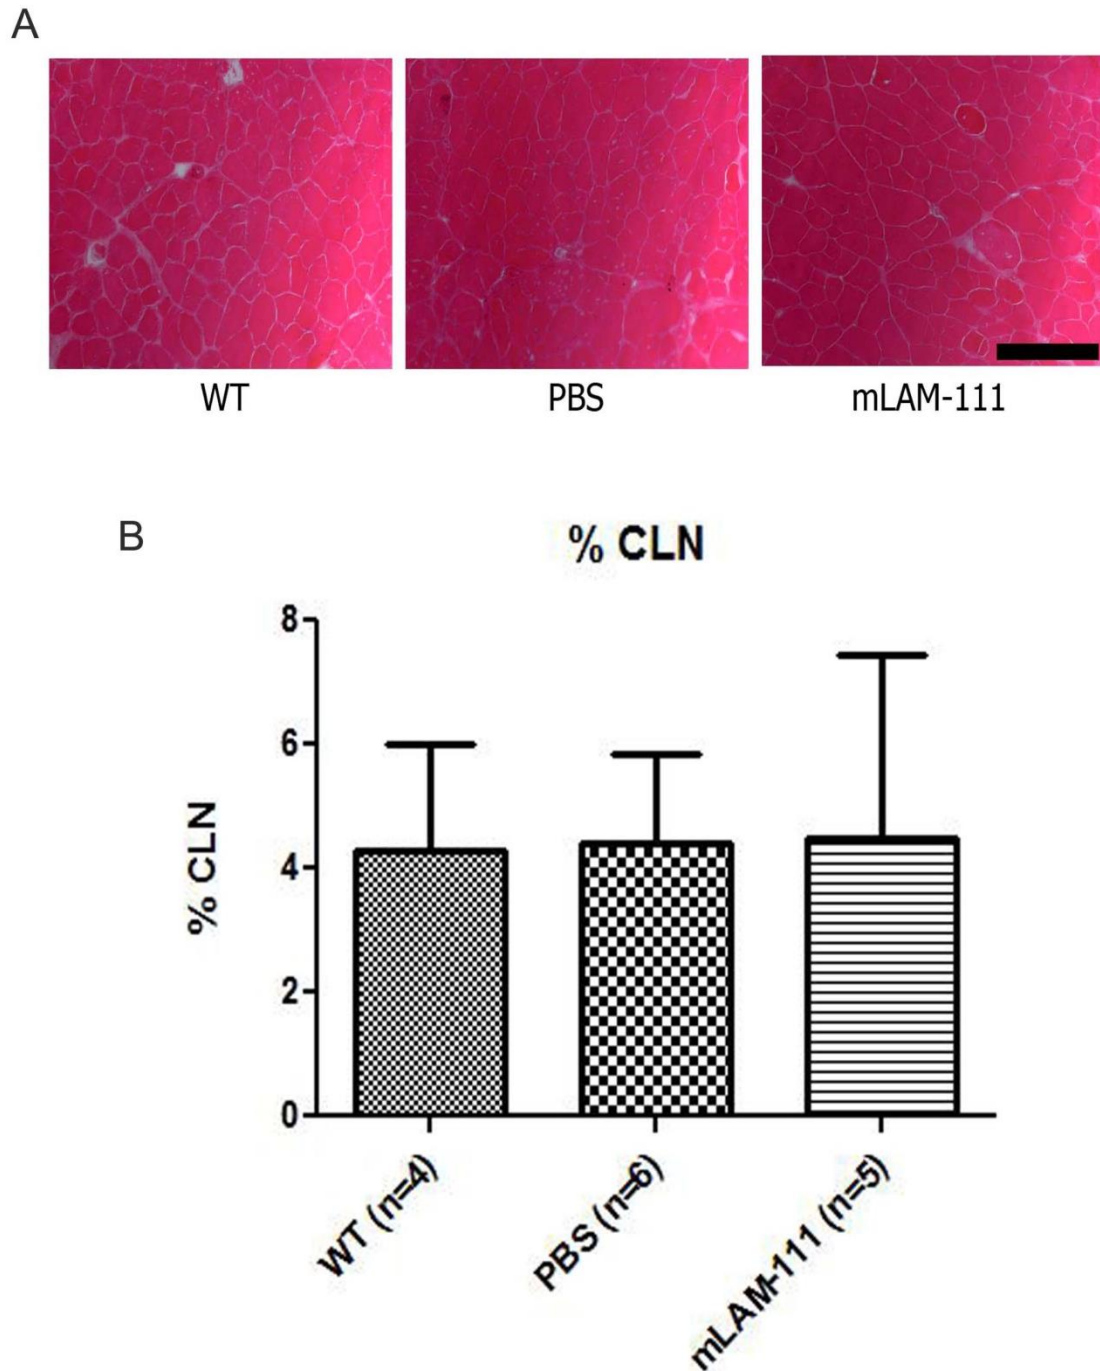 A
WT PBS mLAM-111
B
% CLN
% CLN
8
6
4
2
0
WT (n=4)
PBS (n=6)
mLAM-111 (n=5)